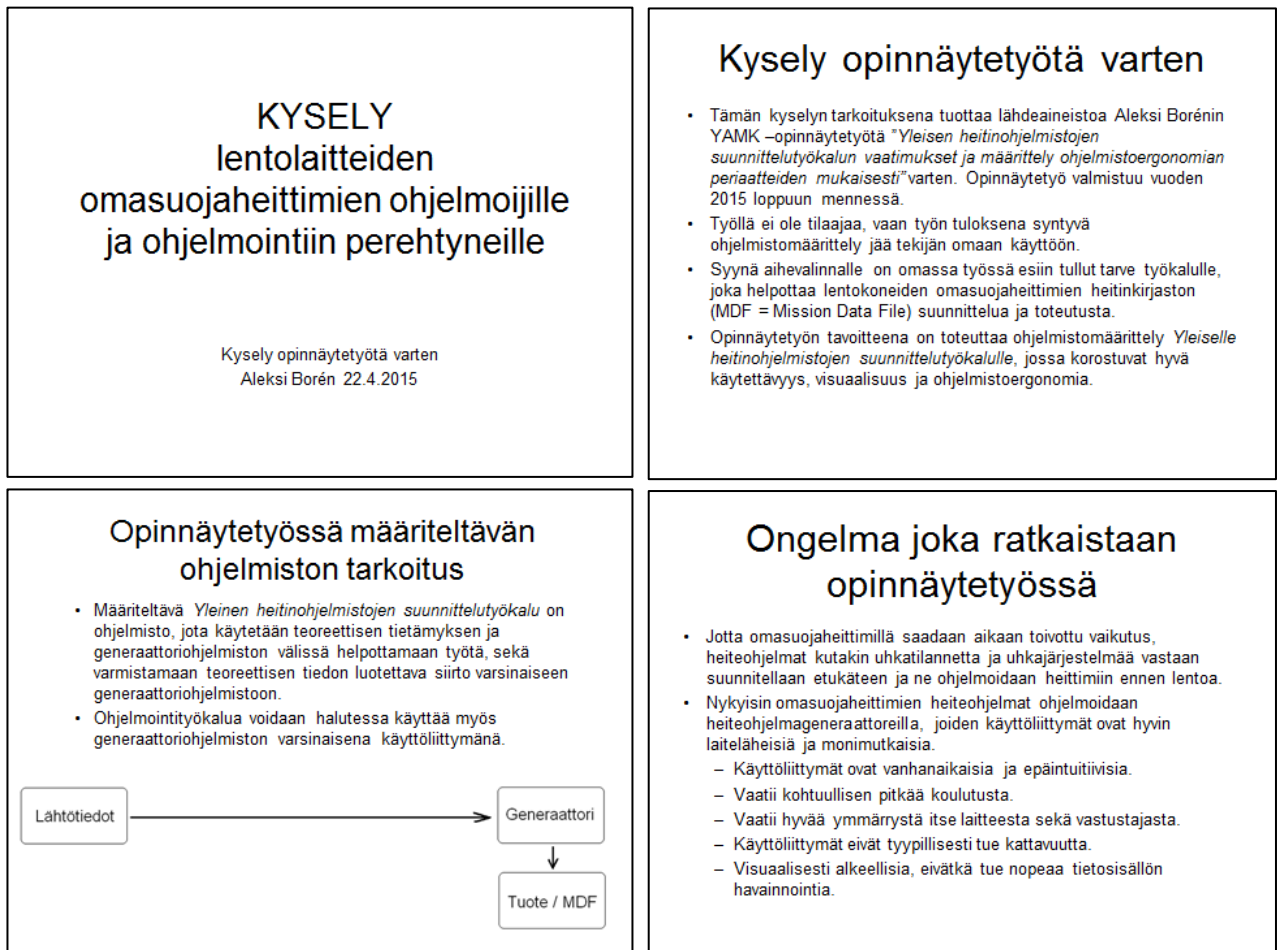 KYSELY
lentolaitteiden
omasuojaheittimien ohjelmoijille
ja ohjelmointiin perehtyneille
Kysely opinnäytetyötä varten
Aleksi Borén 22.4.2015
Kysely opinnäytetyötä varten
• Tämän kyselyn tarkoituksena tuottaa lähdeaineistoa Aleksi Borénin
YAMK –opinnäytetyötä "Yleisen heitinohjelmistojen
suunnittelutyökalun vaatimukset ja määrittely ohjelmistoergonomian
periaatteiden mukaisesti" varten. Opinnäytetyö valmistuu vuoden
2015 loppuun mennessä.
• Työllä ei ole tilaajaa, vaan työn tuloksena syntyvä
ohjelmistomäärittely jää tekijän omaan käyttöön.
• Syynä aihevalinnalle on omassa työssä esiin tullut tarve työkalulle,
joka helpottaa lentokoneiden omasuojaheittimien heitinkirjaston
(MDF = Mission Data File) suunnittelua ja toteutusta.
• Opinnäytetyön tavoitteena on toteuttaa ohjelmistomäärittely Yleiselle
heitinohjelmistojen suunnittelutyökalulle, jossa korostuvat hyvä
käytettävyys, visuaalisuus ja ohjelmistoergonomia.
Opinnäytetyössä määriteltävän
ohjelmiston tarkoitus
• Määriteltävä Yleinen heitinohjelmistojen suunnittelutyökalu on
ohjelmisto, jota käytetään teoreettisen tietämyksen ja
generaattoriohjelmiston välissä helpottamaan työtä, sekä
varmistamaan teoreettisen tiedon luotettava siirto varsinaiseen
generaattoriohjelmistoon.
• Ohjelmointityökalua voidaan halutessa käyttää myös
generaattoriohjelmiston varsinaisena käyttöliittymänä.
Lähtötiedot
Generaattori
Tuote / MDF
Ongelma joka ratkaistaan
opinnäytetyössä
• Jotta omasuojaheittimillä saadaan aikaan toivottu vaikutus,
heiteohjelmat kutakin uhkatilannetta ja uhkajärjestelmää vastaan
suunnitellaan etukäteen ja ne ohjelmoidaan heittimiin ennen lentoa.
• Nykyisin omasuojaheittimien heiteohjelmat ohjelmoidaan
heiteohjelmageneraattoreilla, joiden käyttöliittymät ovat hyvin
laiteläheisiä ja monimutkaisia.
– Käyttöliittymät ovat vanhanaikaisia ja epäintuitiivisia.
– Vaatii kohtuullisen pitkää koulutusta.
– Vaatii hyvää ymmärrystä itse laitteesta sekä vastustajasta.
– Käyttöliittymät eivät tyypillisesti tue kattavuutta.
– Visuaalisesti alkeellisia, eivätkä tue nopeaa tietosisällön
havainnointia.